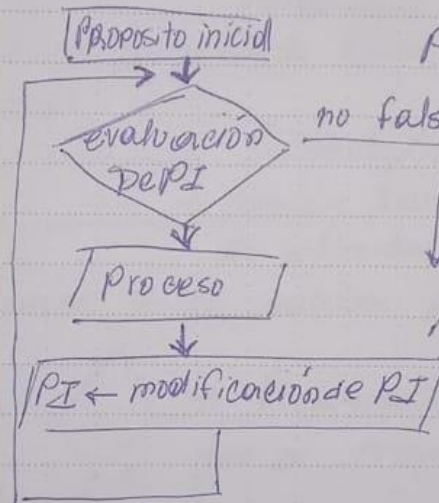 PROPOSITO inicial
evaluación
De PI
no fals
Proceso
PI ← modificación de PI